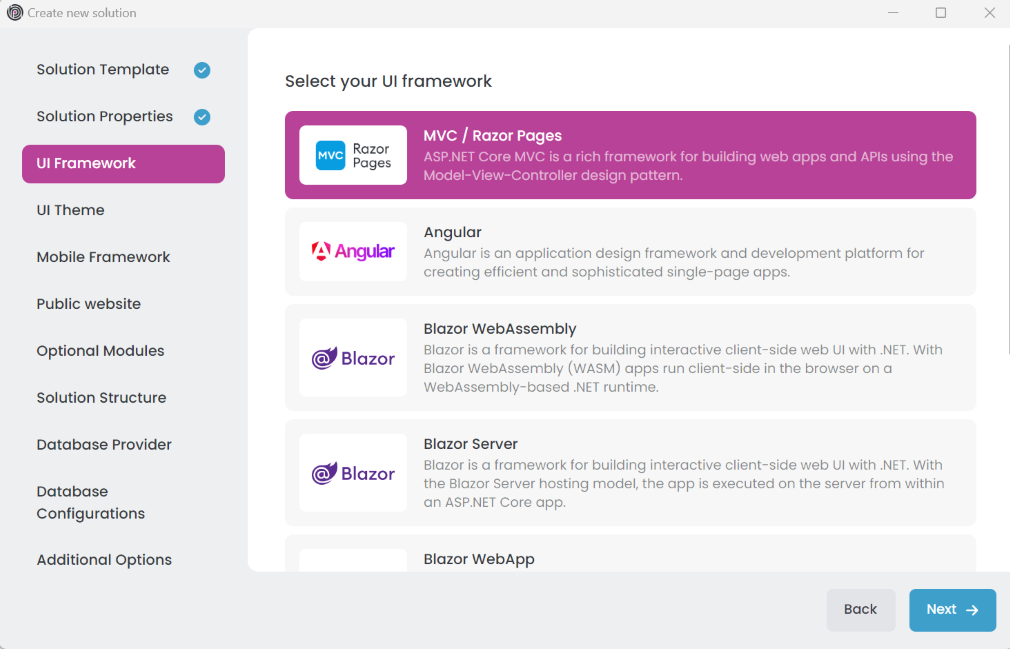 Create new solution
Solution Template
Solution Properties
UI Framework
UI Theme
Mobile Framework
Public website
Optional Modules
Solution Structure
Database Provider
Database
Configurations
Additional Options
Select your UI framework
MVC
Razor
Pages
MVC / Razor Pages
ASP.NET Core MVC is a rich framework for building web apps and APIs using the
Model-View-Controller design pattern.
Angular
Angular
Angular is an application design framework and development platform for
creating efficient and sophisticated single-page apps.
@ Blazor
Blazor WebAssembly
Blazor is a framework for building interactive client-side web UI with .NET. With
Blazor WebAssembly (WASM) apps run client-side in the browser on a
WebAssembly-based .NET runtime.
@ Blazor
Blazor Server
Blazor is a framework for building interactive client-side web UI with .NET. With
the Blazor Server hosting model, the app is executed on the server from within
an ASP.NET Core app.
Blazor WebApp
Back
Next